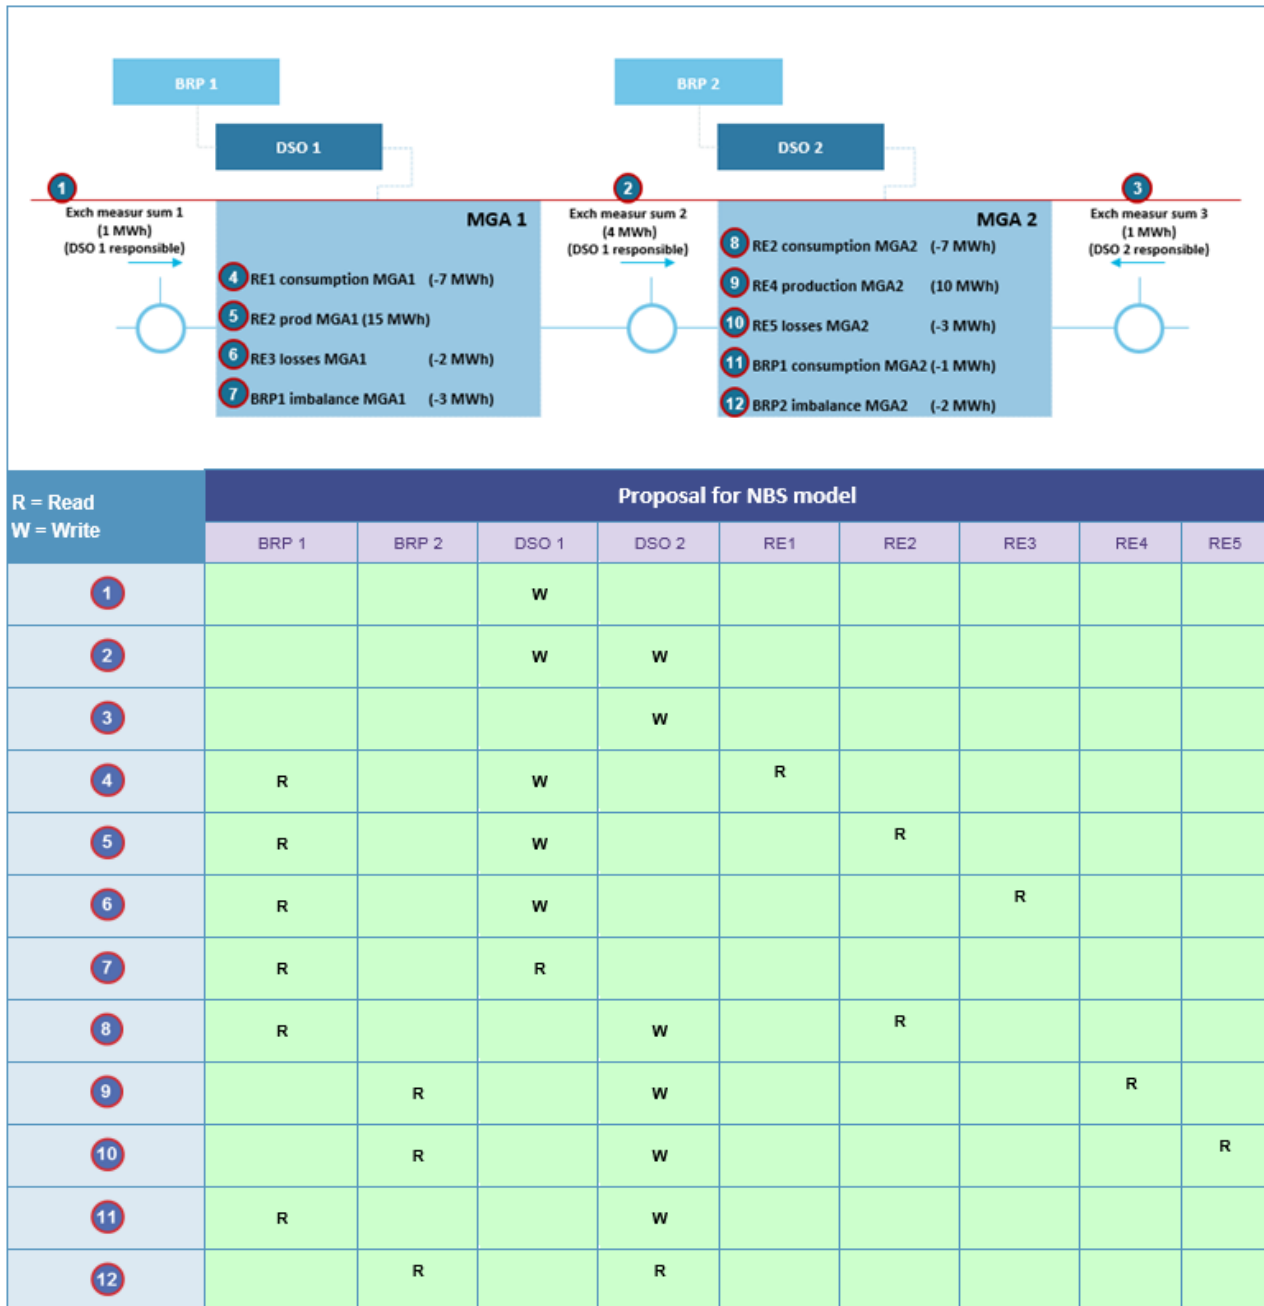 BRP 1
BRP 2
DSO 1
DSO 2
1
2
3
Exch measur sum 1
(1 MWh)
(DSO 1 responsible)
MGA 1
4 RE1 consumption MGA1 (-7 MWh)
5 RE2 prod MGA1 (15 MWh)
6 RE3 losses MGA1 (-2 MWh)
7 BRP1 imbalance MGA1 (-3 MWh)
Exch measur sum 2
(4 MWh)
(DSO 1 responsible)
MGA 2
8 RE2 consumption MGA2 (-7 MWh)
9 RE4 production MGA2 (10 MWh)
10 RE5 losses MGA2 (-3 MWh)
11 BRP1 consumption MGA2 (-1 MWh)
12 BRP2 imbalance MGA2 (-2 MWh)
Exch measur sum 3
(1 MWh)
(DSO 2 responsible)
R = Read
W = Write
Proposal for NBS model
BRP 1 BRP 2 DSO 1 DSO 2 RE1 RE2 RE3 RE4 RE5
1 W
2 W W
3 W
4 R W R
5 R W R
6 R W R
7 R R
8 R W R
9 R W R
10 R W R
11 R W
12 R R